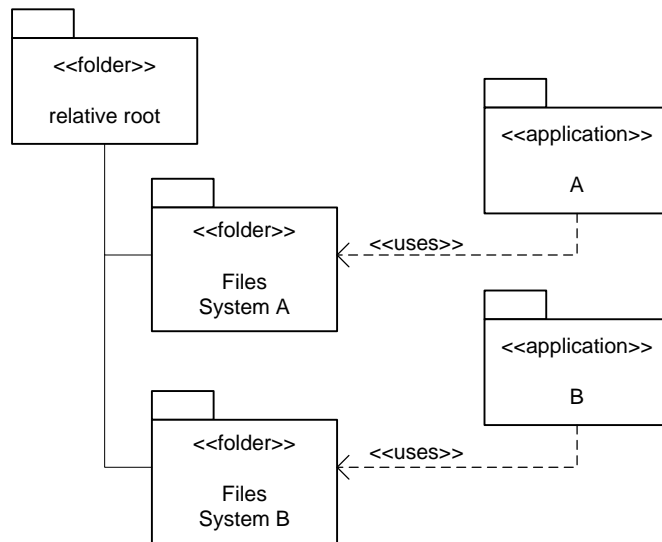 <<folder>>
relative root
<<application>>
A
<<folder>>
Files
System A
<<uses>>
<<application>>
B
<<folder>>
Files
System B
<<uses>>